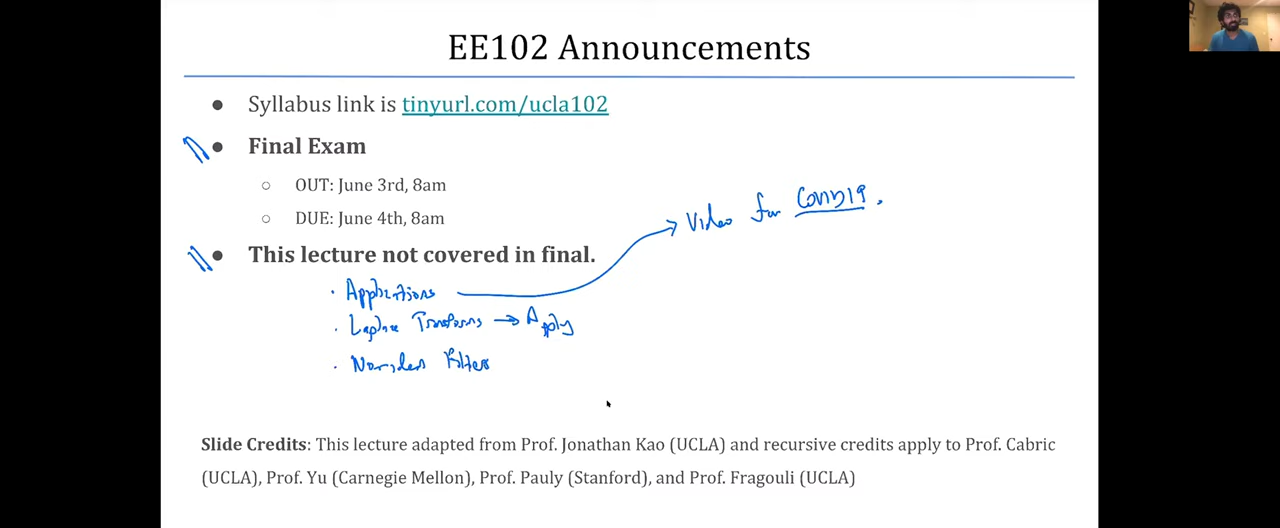 EE102 Announcements
● Syllabus link is tinyurl.com/ucla102
● Final Exam
○ OUT: June 3rd, 8am
○ DUE: June 4th, 8am
→ Video for COVID19.
● This lecture not covered in final.
· Applications
· Laplace Transforms → Apply
· Filters
Slide Credits: This lecture adapted from Prof. Jonathan Kao (UCLA) and recursive credits apply to Prof. Cabric
(UCLA), Prof. Yu (Carnegie Mellon), Prof. Pauly (Stanford), and Prof. Fragouli (UCLA)